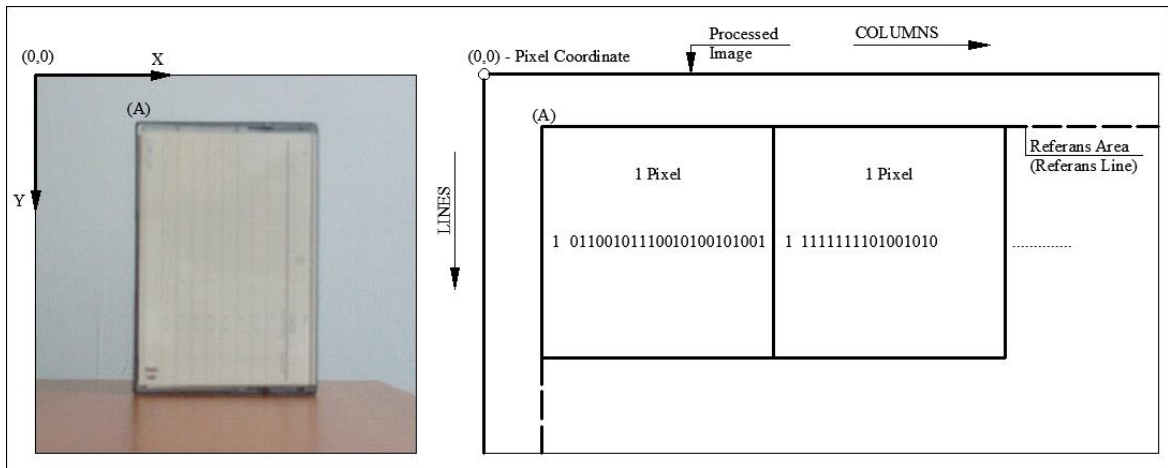 (0,0)
X
(A)
Y
(0,0) - Pixel Coordinate
Processed
Image
COLUMNS
LINES
(A)
1 Pixel
1 Pixel
1 01100101110010100101001
1 1111111101001010
..............
Referans Area
(Referans Line)